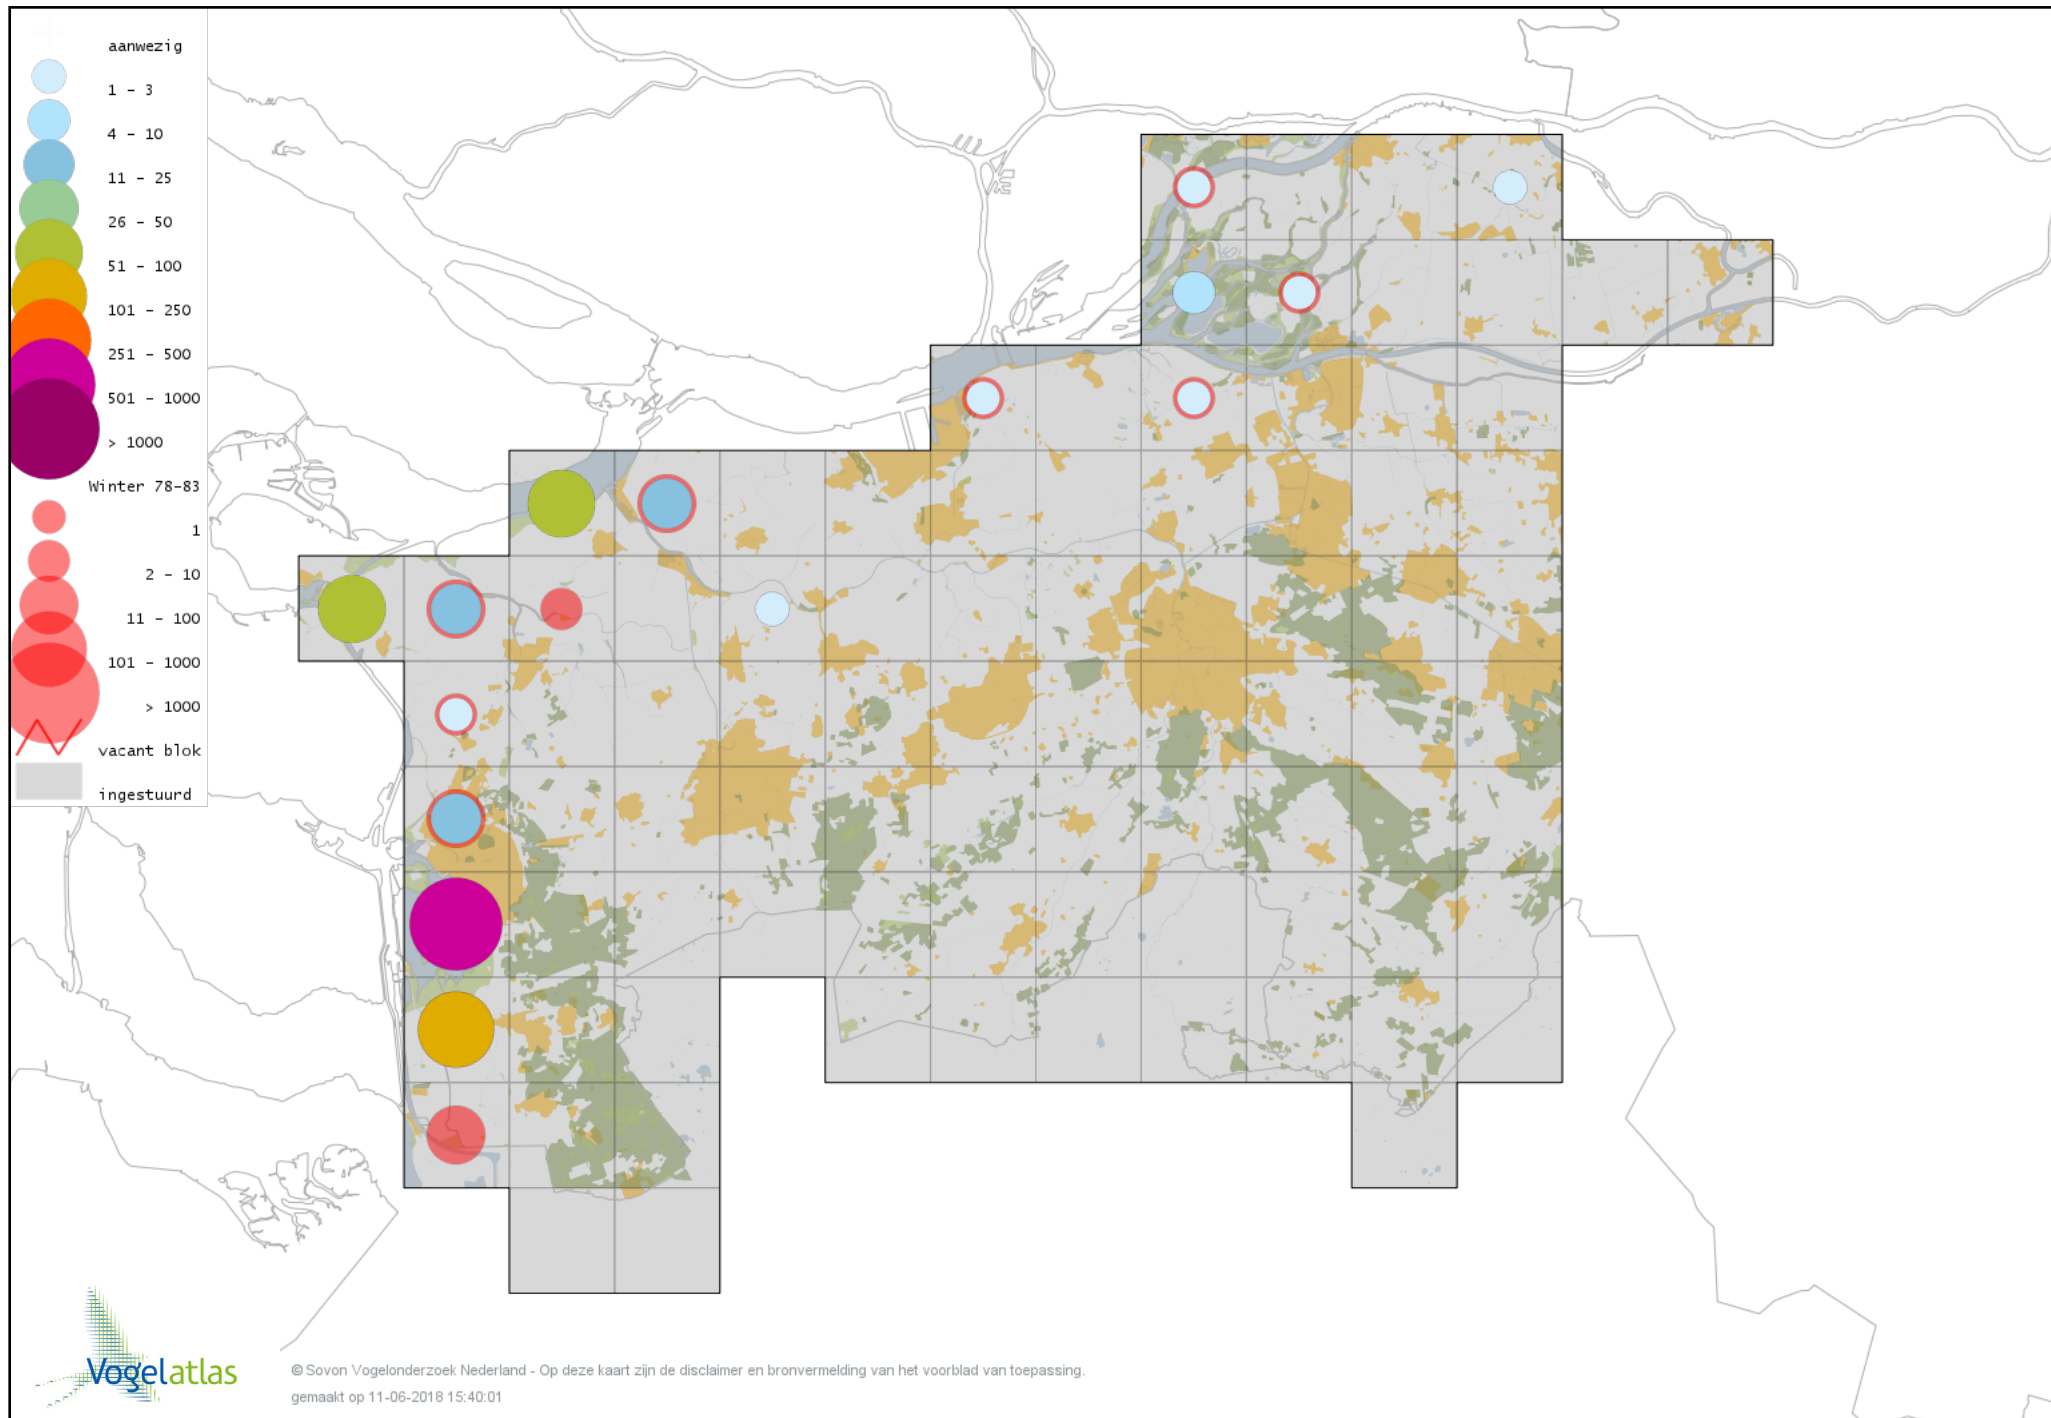 aanwezig
1 - 3
4 - 10
11 - 25
26 - 50
51 - 100
101 - 250
251 - 500
501 - 1000
> 1000
Winter 78-83
1
2 - 10
11 - 100
101 - 1000
> 1000
vacant blok
ingestuurd
Vogelatlas
© Sovon Vogelonderzoek Nederland - Op deze kaart zijn de disclaimer en bronvermelding van het voorblad van toepassing.
gemaakt op 11-06-2018 15:40:01